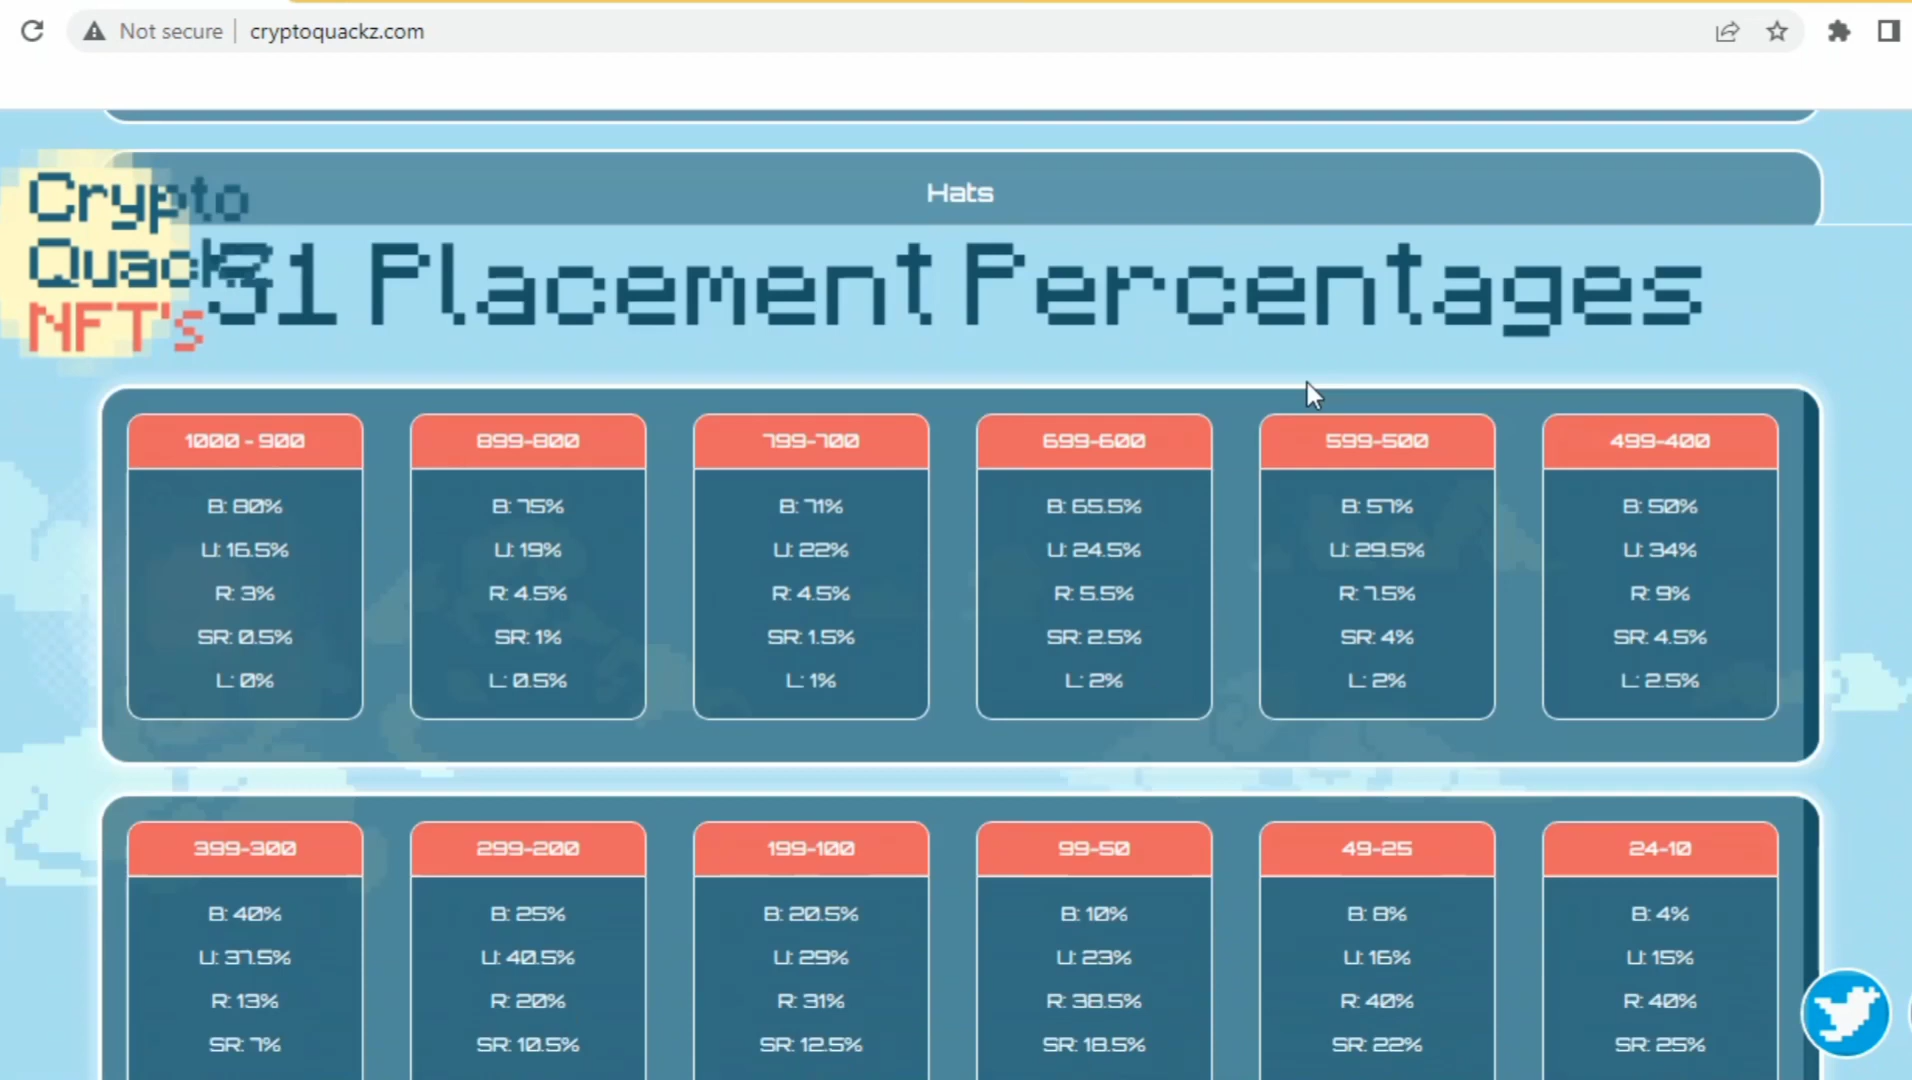 Not secure | cryptoquackz.com
Hats
Crypto
Quackz
NFT's
31 Placement Percentages
1000 - 900
B: 80%
U: 16.5%
R: 3%
SR: 0.5%
L: 0%
899-800
B: 75%
U: 19%
R: 4.5%
SR: 1%
L: 0.5%
799-700
B: 71%
U: 22%
R: 4.5%
SR: 1.5%
L: 1%
699-600
B: 65.5%
U: 24.5%
R: 5.5%
SR: 2.5%
L: 2%
599-500
B: 57%
U: 29.5%
R: 7.5%
SR: 4%
L: 2%
499-400
B: 50%
U: 34%
R: 9%
SR: 4.5%
L: 2.5%
399-300
B: 40%
U: 37.5%
R: 13%
SR: 7%
299-200
B: 25%
U: 40.5%
R: 20%
SR: 10.5%
199-100
B: 20.5%
U: 29%
R: 31%
SR: 12.5%
99-50
B: 10%
U: 23%
R: 38.5%
SR: 18.5%
49-25
B: 8%
U: 16%
R: 40%
SR: 22%
24-10
B: 4%
U: 15%
R: 40%
SR: 25%